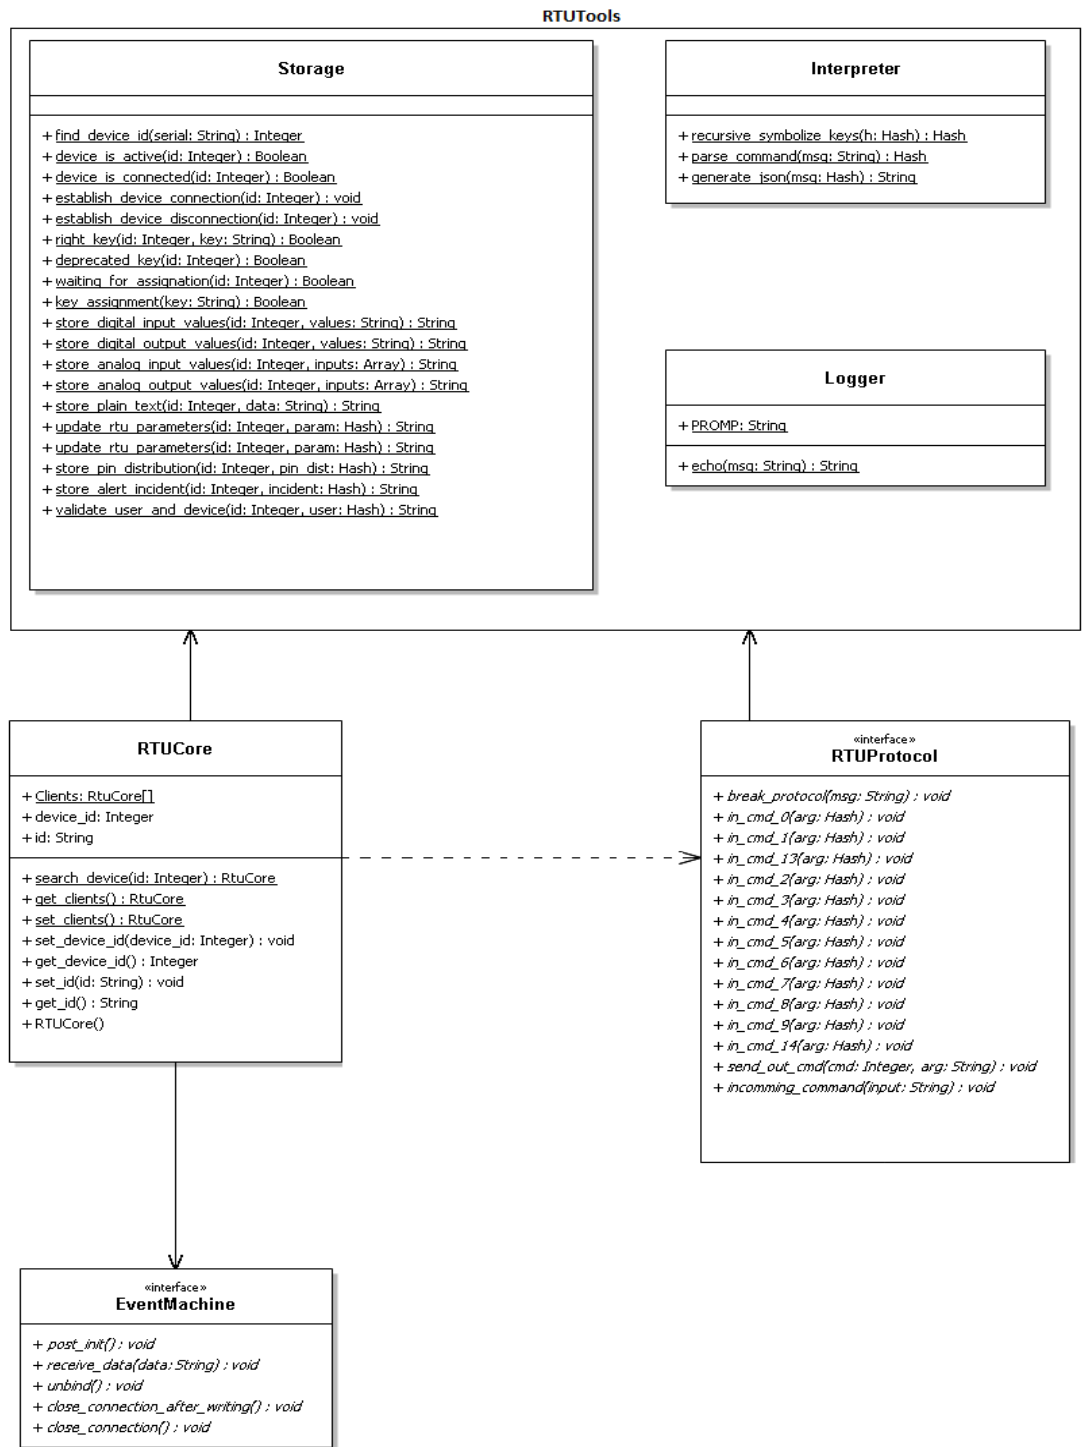 RTUTools
Storage
+ find_device_id(serial: String) : Integer
+ device_is_active(id: Integer) : Boolean
+ device_is_connected(id: Integer) : Boolean
+ establish_device_connection(id: Integer) : void
+ establish_device_disconnection(id: Integer) : void
+ right_key(id: Integer, key: String) : Boolean
+ deprecated_key(id: Integer) : Boolean
+ waiting_for_assignation(id: Integer) : Boolean
+ key_assignment(key: String) : Boolean
+ store_digital_input_values(id: Integer, values: String) : String
+ store_digital_output_values(id: Integer, values: String) : String
+ store_analog_input_values(id: Integer, inputs: Array) : String
+ store_analog_output_values(id: Integer, inputs: Array) : String
+ store_plain_text(id: Integer, data: String) : String
+ update_rtu_parameters(id: Integer, param: Hash) : String
+ update_rtu_parameters(id: Integer, param: Hash) : String
+ store_pin_distribution(id: Integer, pin_dist: Hash) : String
+ store_alert_incident(id: Integer, incident: Hash) : String
+ validate_user_and_device(id: Integer, user: Hash) : String
Interpreter
+ recursive_symbolize_keys(h: Hash) : Hash
+ parse_command(msg: String) : Hash
+ generate_json(msg: Hash) : String
Logger
+ PROMP: String
+ echo(msg: String) : String
RTUCore
+ Clients: RtuCore[]
+ device_id: Integer
+ id: String
+ search_device(id: Integer) : RtuCore
+ get_clients() : RtuCore
+ set_clients() : RtuCore
+ set_device_id(device_id: Integer) : void
+ get_device_id() : Integer
+ set_id(id: String) : void
+ get_id() : String
+ RTUCore()
«interface»
RTUProtocol
+ break_protocol(msg: String) : void
+ in_cmd_0(arg: Hash) : void
+ in_cmd_1(arg: Hash) : void
+ in_cmd_13(arg: Hash) : void
+ in_cmd_2(arg: Hash) : void
+ in_cmd_3(arg: Hash) : void
+ in_cmd_4(arg: Hash) : void
+ in_cmd_5(arg: Hash) : void
+ in_cmd_6(arg: Hash) : void
+ in_cmd_7(arg: Hash) : void
+ in_cmd_8(arg: Hash) : void
+ in_cmd_9(arg: Hash) : void
+ in_cmd_14(arg: Hash) : void
+ send_out_cmd(cmd: Integer, arg: String) : void
+ incomming_command(input: String) : void
«interface»
EventMachine
+ post_init() : void
+ receive_data(data: String) : void
+ unbind() : void
+ close_connection_after_writing() : void
+ close_connection() : void